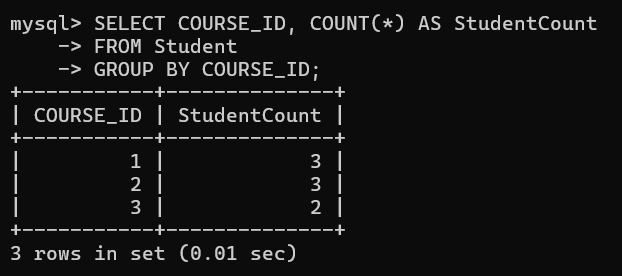 mysql> SELECT COURSE_ID, COUNT(*) AS StudentCount
    -> FROM Student
    -> GROUP BY COURSE_ID;
+-----------+--------------+
| COURSE_ID | StudentCount |
+-----------+--------------+
|         1 |            3 |
|         2 |            3 |
|         3 |            2 |
+-----------+--------------+
3 rows in set (0.01 sec)